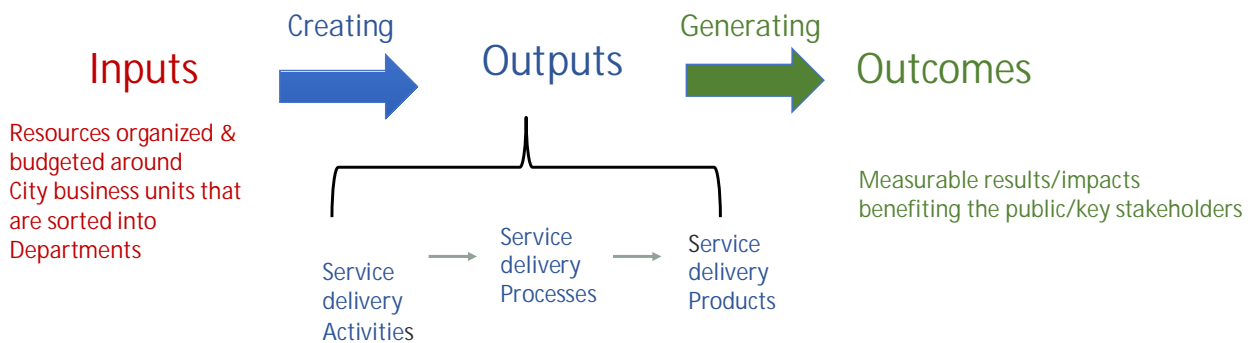 Inputs
Resources organized &
budgeted around
City business units that
are sorted into
Departments
Creating
Outputs
Service
delivery
Activities
Service
delivery
Processes
Service
delivery
Products
Generating
Outcomes
Measurable results/impacts
benefiting the public/key stakeholders